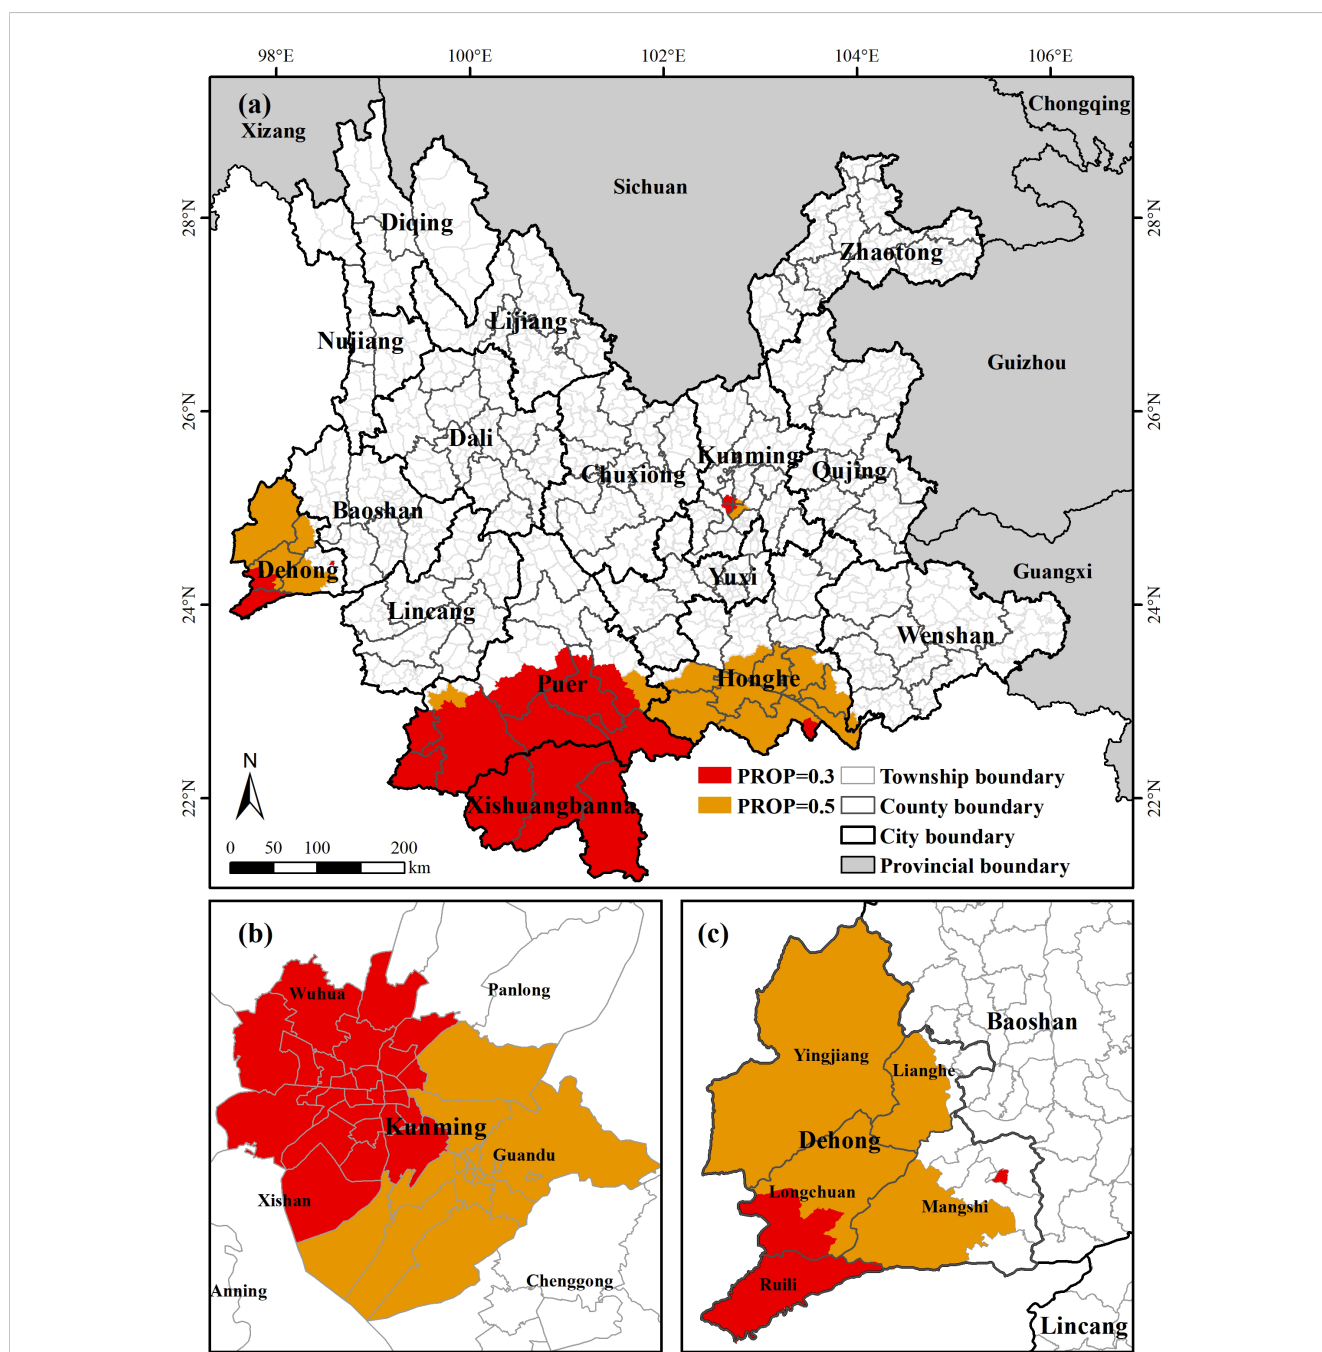 98°E 100°E 102°E 104°E 106°E
(a)
Chongqing
Xizang
Sichuan
28°N
28°N
Diqing
Zhaotong
Lijiang
Nujiang
Guizhou
26°N
26°N
Dali
Kunming
Chuxiong
Qujing
Baoshan
Dehong
Yuxi
Guangxi
24°N
24°N
Lincang
Wenshan
Puer
Honghe
N
PROP=0.3 Township boundary
22°N
22°N
Xishuangbanna
PROP=0.5 County boundary
City boundary
0 50 100 200
km
Provincial boundary
(b)
Wuhua
Panlong
Kunming
Guandu
Xishan
Chenggong
Anning
(c)
Baoshan
Yingjiang
Lianghe
Dehong
Longchuan
Mangshi
Ruili
Lincang